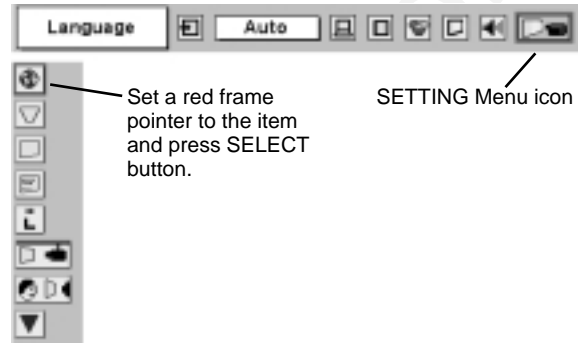 Language Auto
Set a red frame
pointer to the item
and press SELECT
button.
SETTING Menu icon